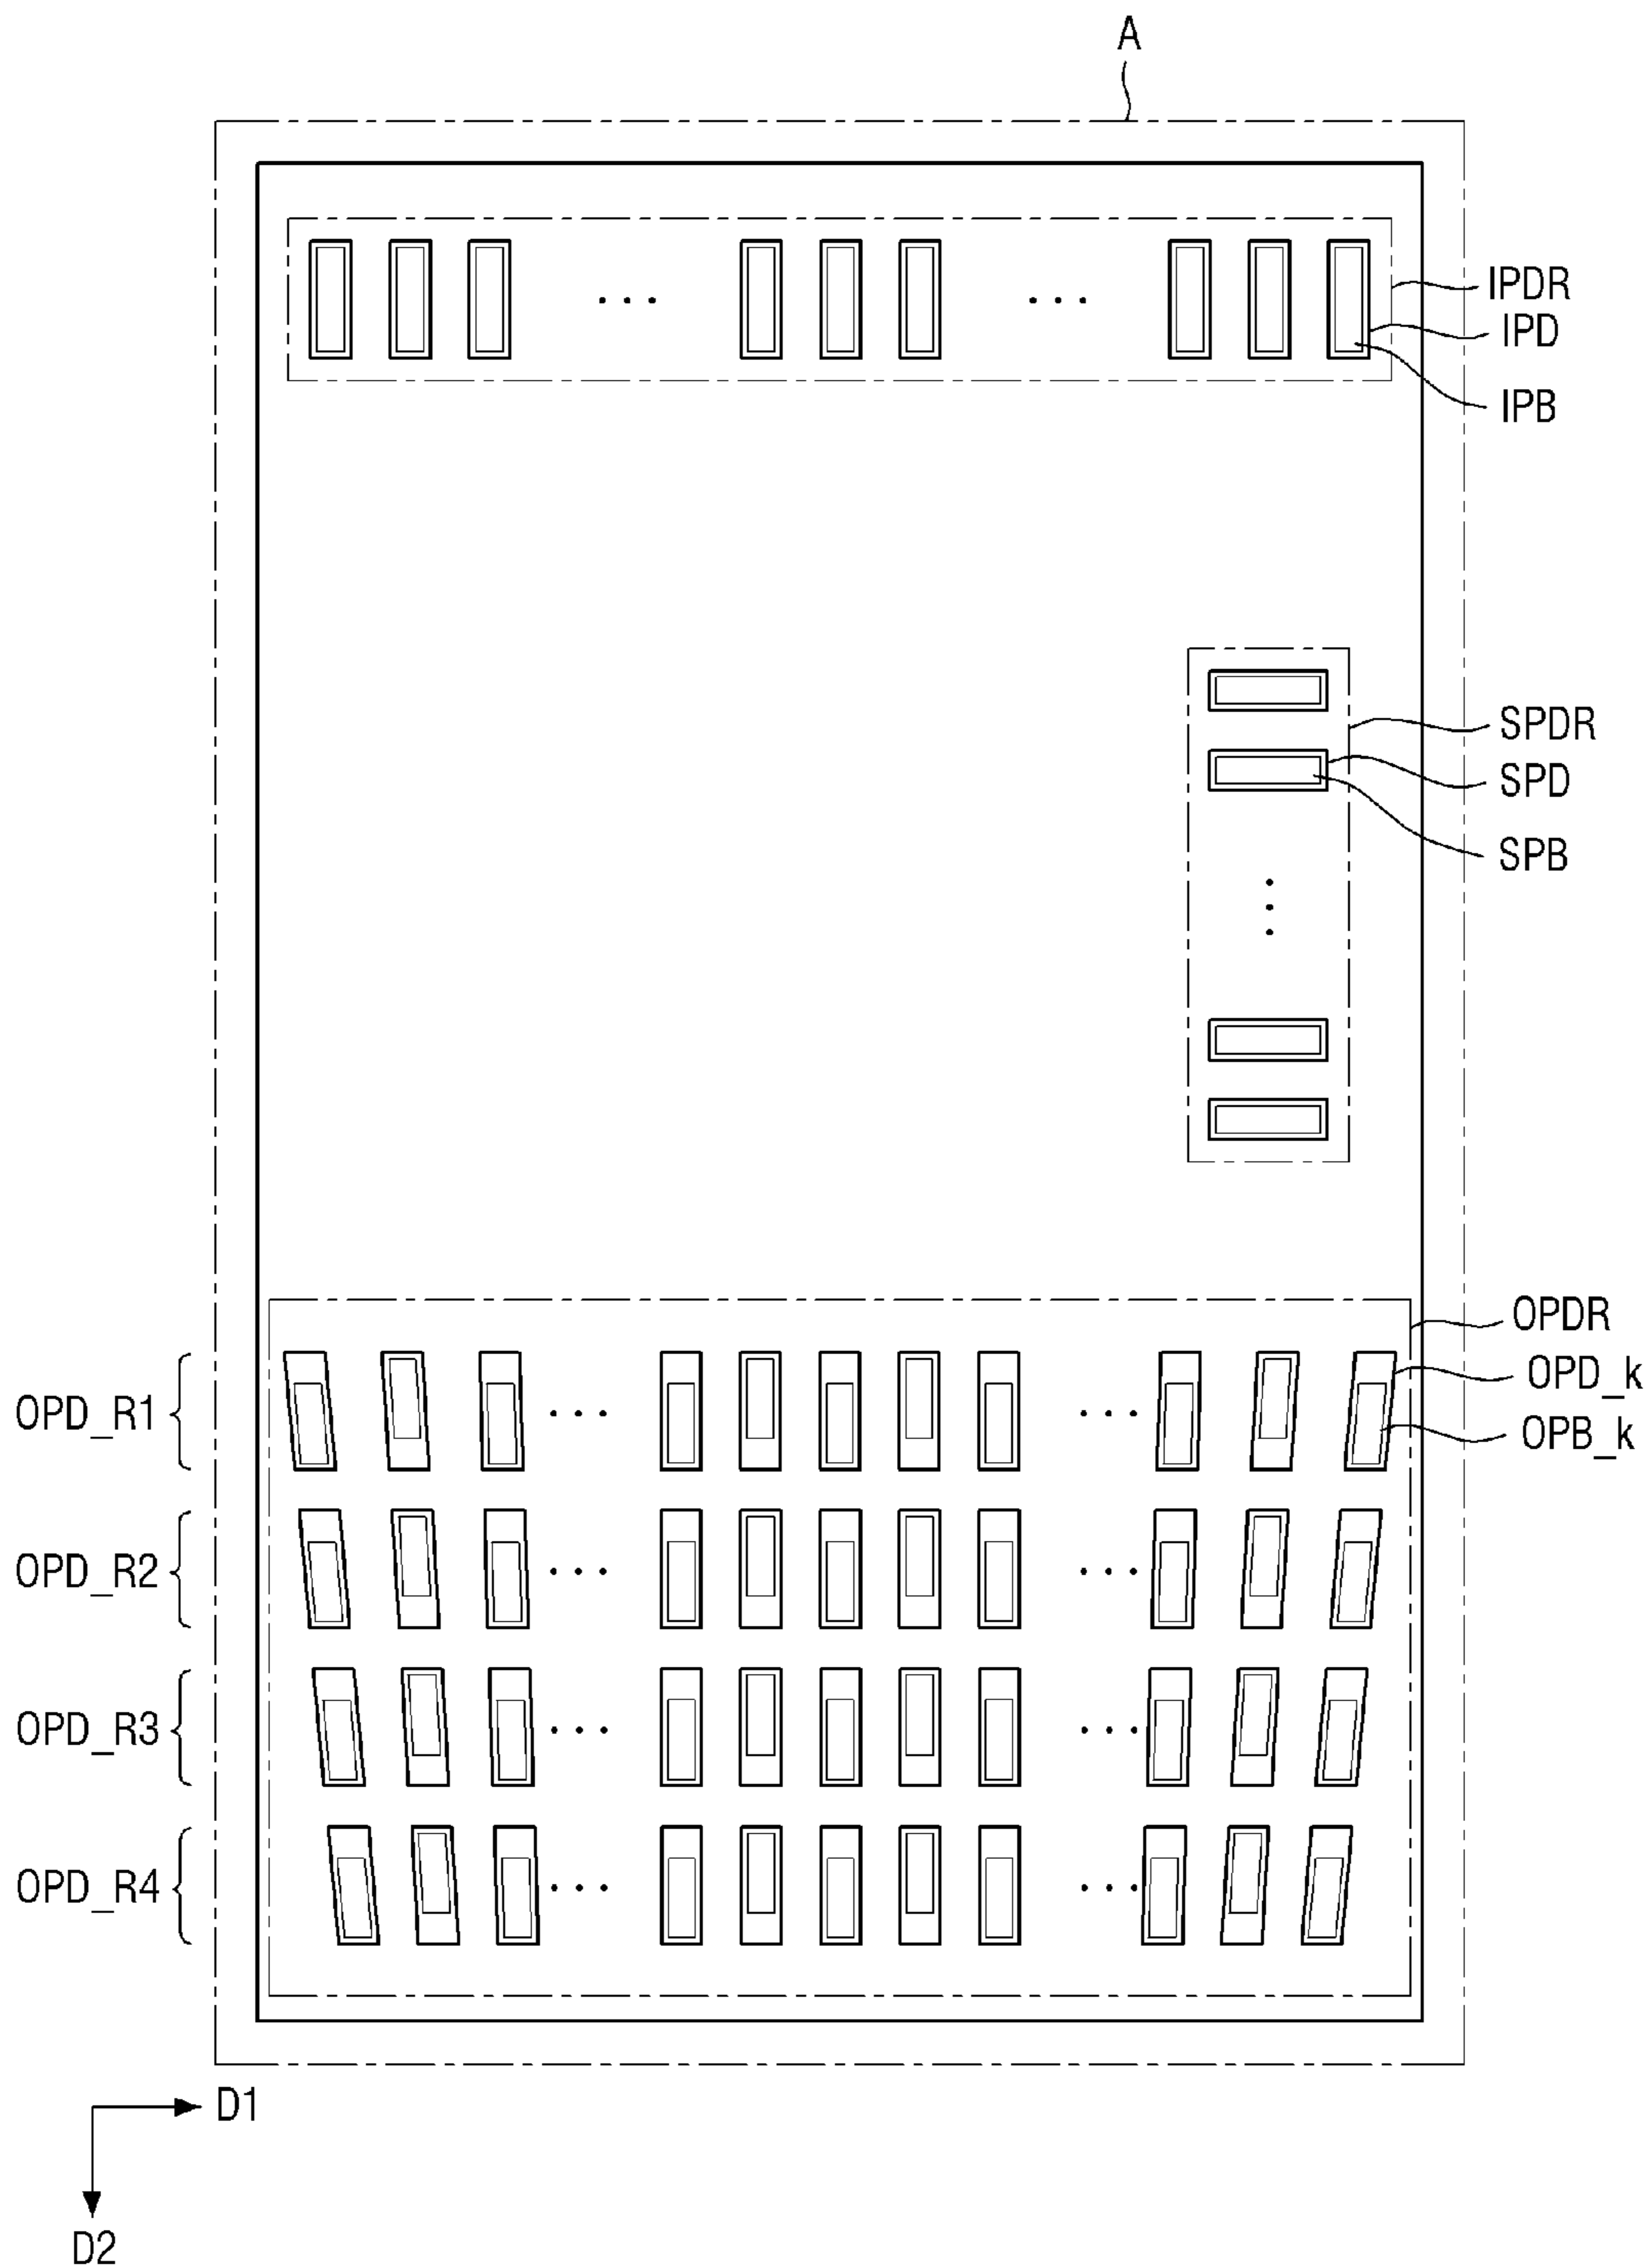 A
IPDR
IPD
IPB
SPDR
SPD
SPB
OPDR
OPD_k
OPB_k
OPD_R1
OPD_R2
OPD_R3
OPD_R4
D1
D2